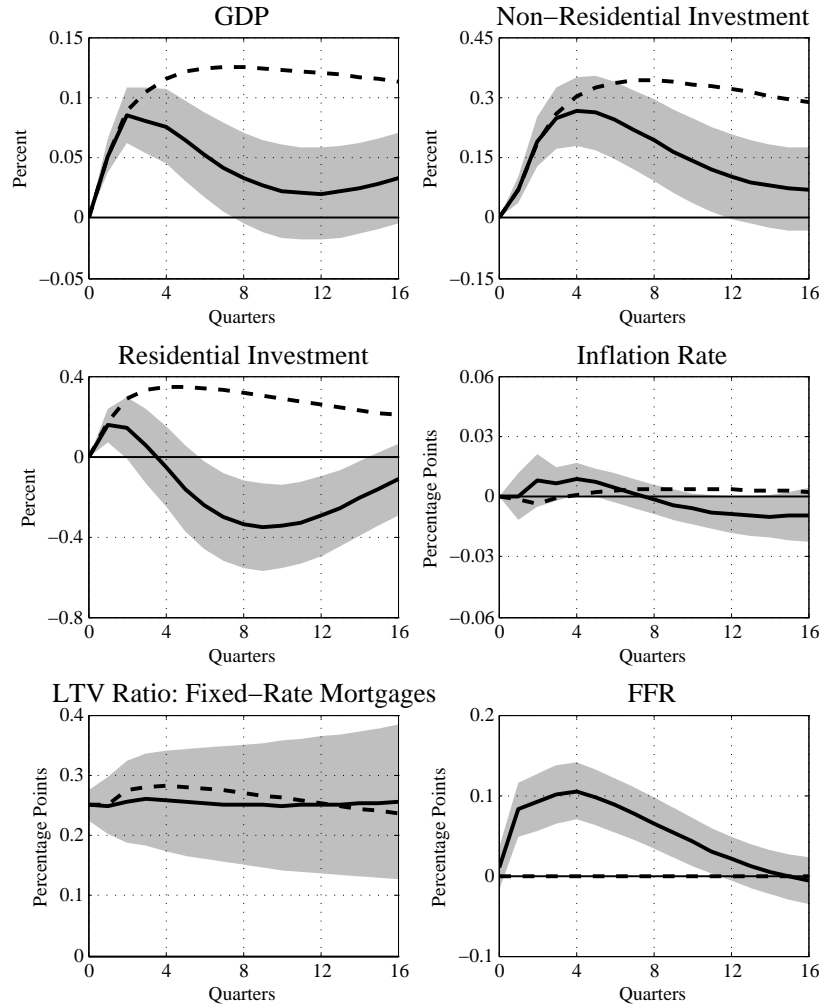 GDP
0.15
0.1
0.05
0
−0.05
0 4 8 12 16
Percent
Quarters
Non−Residential Investment
0.45
0.3
0.15
0
−0.15
0 4 8 12 16
Percent
Quarters
Residential Investment
0.4
0
−0.4
−0.8
0 4 8 12 16
Percent
Quarters
Inflation Rate
0.06
0.03
0
−0.03
−0.06
0 4 8 12 16
Percentage Points
Quarters
LTV Ratio: Fixed−Rate Mortgages
0.4
0.3
0.2
0.1
0
0 4 8 12 16
Percentage Points
Quarters
FFR
0.2
0.1
0
−0.1
0 4 8 12 16
Percentage Points
Quarters